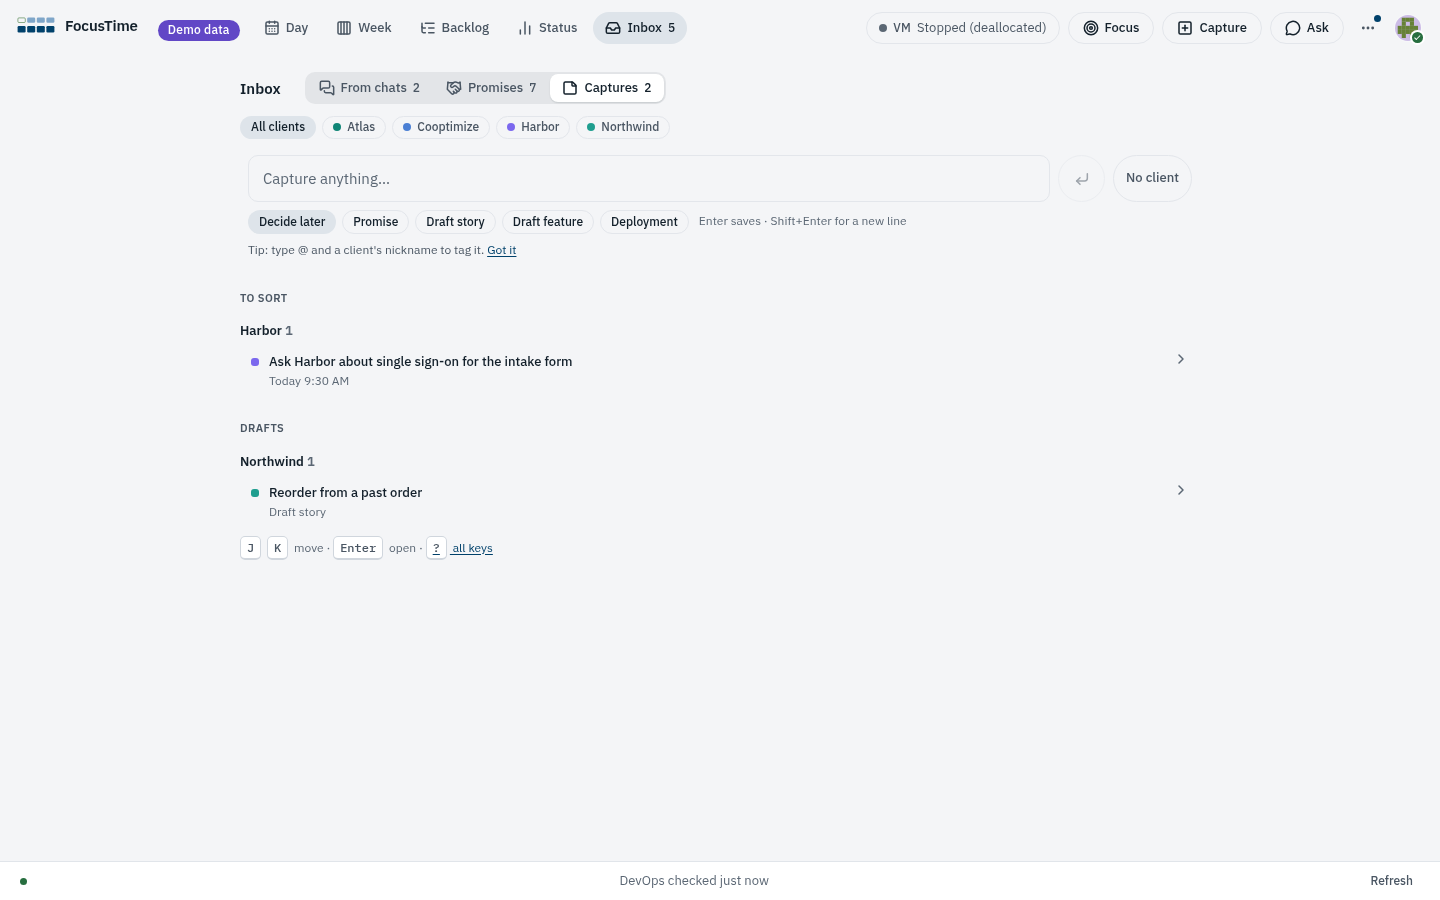 FocusTime
Demo data
Day
Week
Backlog
Status
Inbox 5
VM Stopped (deallocated)
Focus
Capture
Ask
Inbox
From chats 2
Promises 7
Captures 2
All clients
Atlas
Cooptimize
Harbor
Northwind
Capture anything...
No client
Decide later
Promise
Draft story
Draft feature
Deployment
Enter saves · Shift+Enter for a new line
Tip: type @ and a client's nickname to tag it. Got it
TO SORT
Harbor 1
Ask Harbor about single sign-on for the intake form
Today 9:30 AM
DRAFTS
Northwind 1
Reorder from a past order
Draft story
J K move · Enter open · ? all keys
DevOps checked just now
Refresh